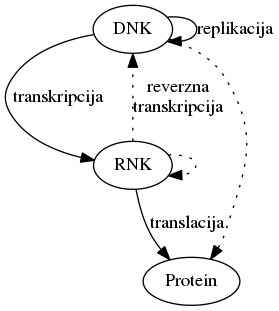 DNK
replikacija
transkripcija
reverzna
transkripcija
RNK
translacija
Protein